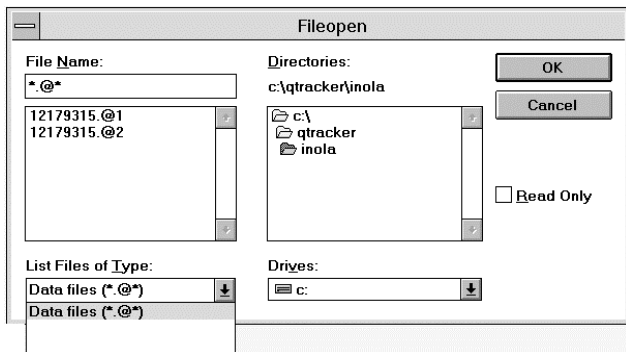 Fileopen
File Name:
*.@*
12179315.@1
12179315.@2
List Files of Type:
Data files (*.@*)
Data files (*.@*)
Directories:
c:\qtracker\inola
c:\
qtracker
inola
Drives:
c:
OK
Cancel
Read Only